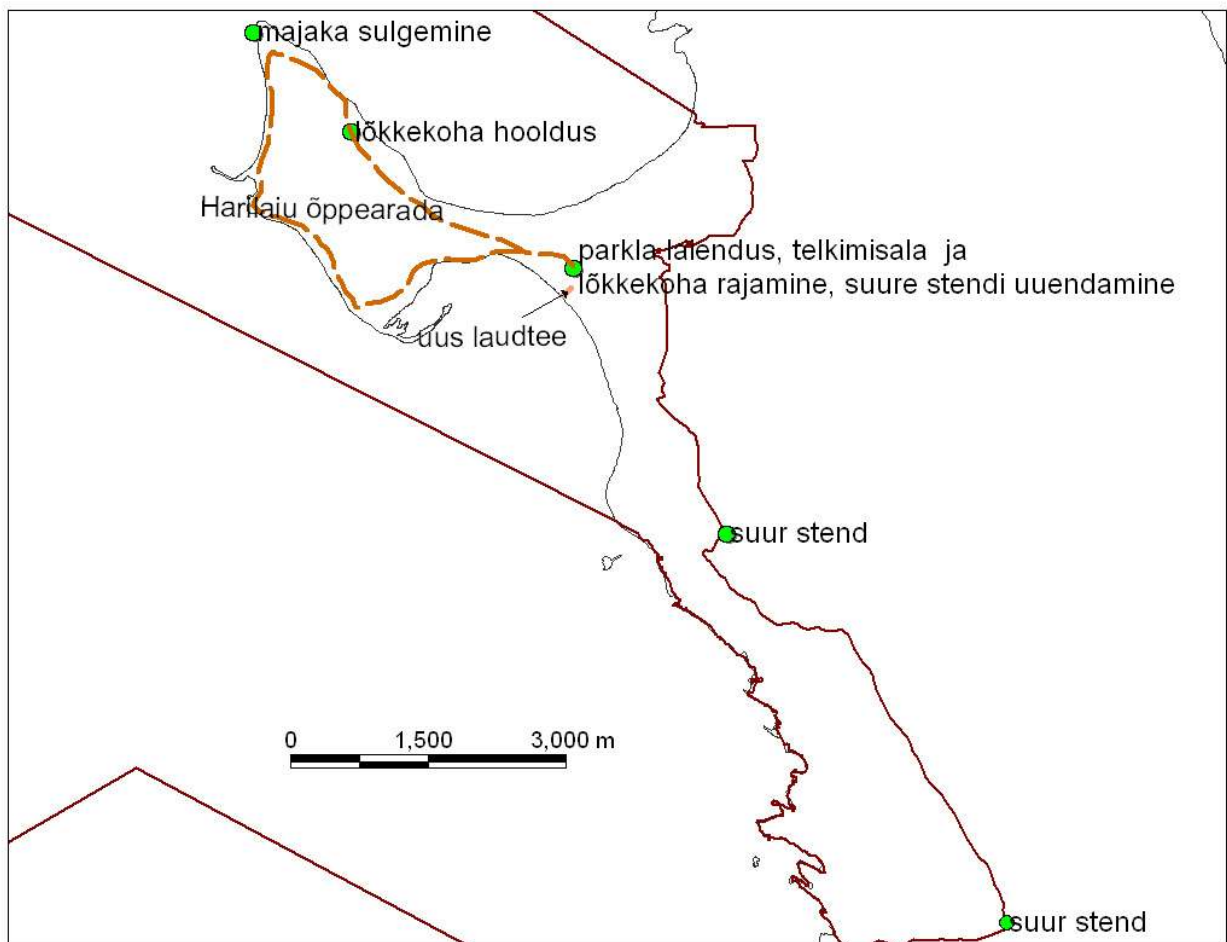 majaka sulgemine
lõkkekoha hooldus
Harilaiu õppearada
parkla laiendus, telkimisala ja
lõkkekoha rajamine, suure stendi uuendamine
uus laudtee
suur stend
0 1,500 3,000 m
suur stend